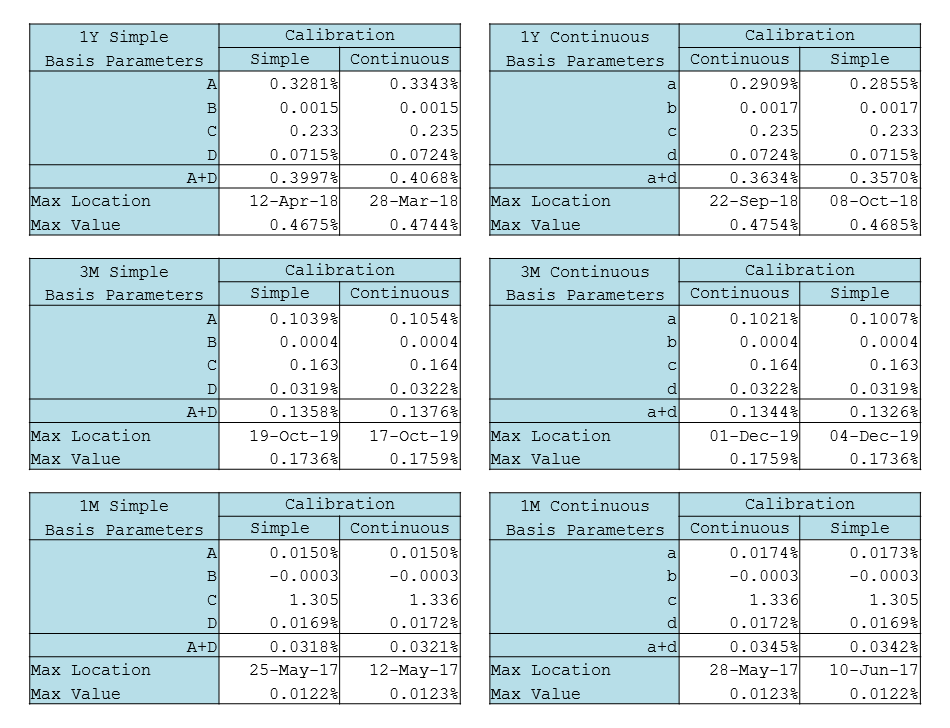 1Y Simple Calibration
Basis Parameters Simple Continuous
A 0.3281% 0.3343%
B 0.0015 0.0015
C 0.233 0.235
D 0.0715% 0.0724%
A+D 0.3997% 0.4068%
Max Location 12-Apr-18 28-Mar-18
Max Value 0.4675% 0.4744%
1Y Continuous Calibration
Basis Parameters Continuous Simple
a 0.2909% 0.2855%
b 0.0017 0.0017
c 0.235 0.233
d 0.0724% 0.0715%
a+d 0.3634% 0.3570%
Max Location 22-Sep-18 08-Oct-18
Max Value 0.4754% 0.4685%
3M Simple Calibration
Basis Parameters Simple Continuous
A 0.1039% 0.1054%
B 0.0004 0.0004
C 0.163 0.164
D 0.0319% 0.0322%
A+D 0.1358% 0.1376%
Max Location 19-Oct-19 17-Oct-19
Max Value 0.1736% 0.1759%
3M Continuous Calibration
Basis Parameters Continuous Simple
a 0.1021% 0.1007%
b 0.0004 0.0004
c 0.164 0.163
d 0.0322% 0.0319%
a+d 0.1344% 0.1326%
Max Location 01-Dec-19 04-Dec-19
Max Value 0.1759% 0.1736%
1M Simple Calibration
Basis Parameters Simple Continuous
A 0.0150% 0.0150%
B -0.0003 -0.0003
C 1.305 1.336
D 0.0169% 0.0172%
A+D 0.0318% 0.0321%
Max Location 25-May-17 12-May-17
Max Value 0.0122% 0.0123%
1M Continuous Calibration
Basis Parameters Continuous Simple
a 0.0174% 0.0173%
b -0.0003 -0.0003
c 1.336 1.305
d 0.0172% 0.0169%
a+d 0.0345% 0.0342%
Max Location 28-May-17 10-Jun-17
Max Value 0.0123% 0.0122%